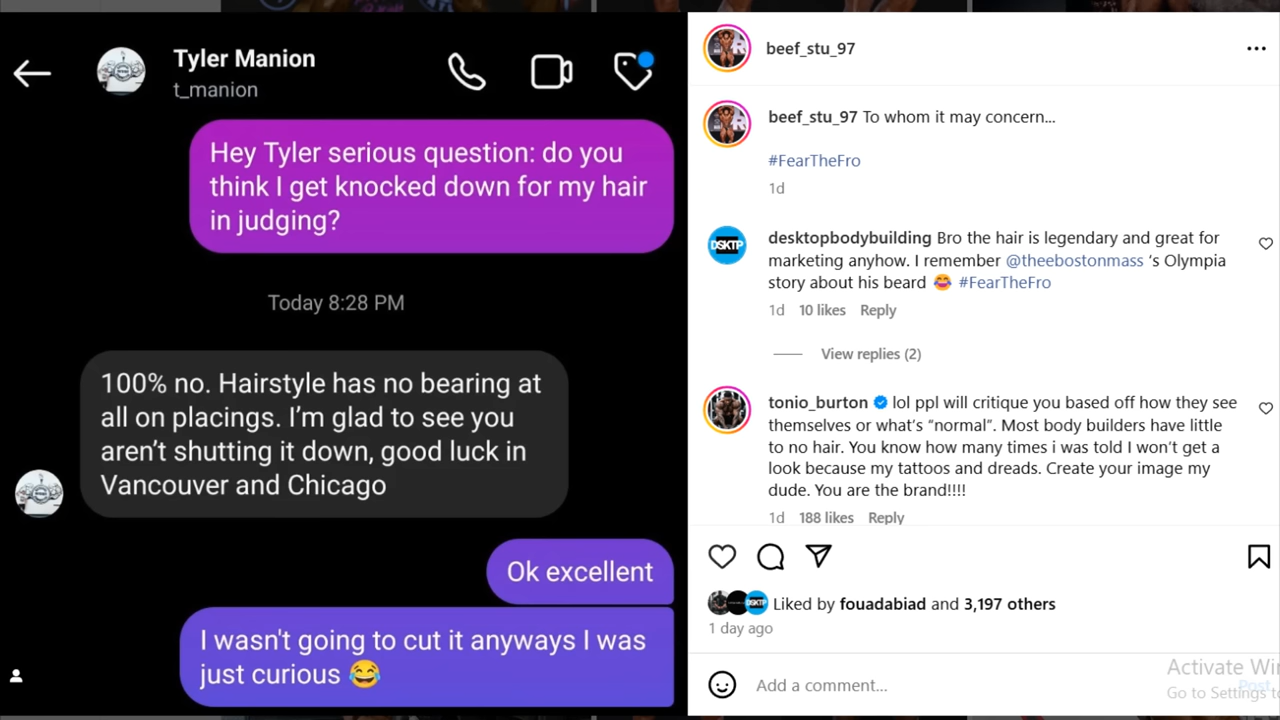 Tyler Manion
t_manion
Hey Tyler serious question: do you
think I get knocked down for my hair
in judging?
Today 8:28 PM
100% no. Hairstyle has no bearing at
all on placings. I’m glad to see you
aren’t shutting it down, good luck in
Vancouver and Chicago
Ok excellent
I wasn't going to cut it anyways I was
just curious 😂
beef_stu_97
beef_stu_97 To whom it may concern...
#FearTheFro
1d
DSKTP
desktopbodybuilding Bro the hair is legendary and great for
marketing anyhow. I remember @theebostonmass ‘s Olympia
story about his beard 😂 #FearTheFro
1d 10 likes Reply
View replies (2)
tonio_burton lol ppl will critique you based off how they see
themselves or what’s “normal”. Most body builders have little
to no hair. You know how many times i was told I won’t get a
look because my tattoos and dreads. Create your image my
dude. You are the brand!!!!
1d 188 likes Reply
Liked by fouadabiad and 3,197 others
1 day ago
Add a comment...
Post
Activate Win
Go to Settings to